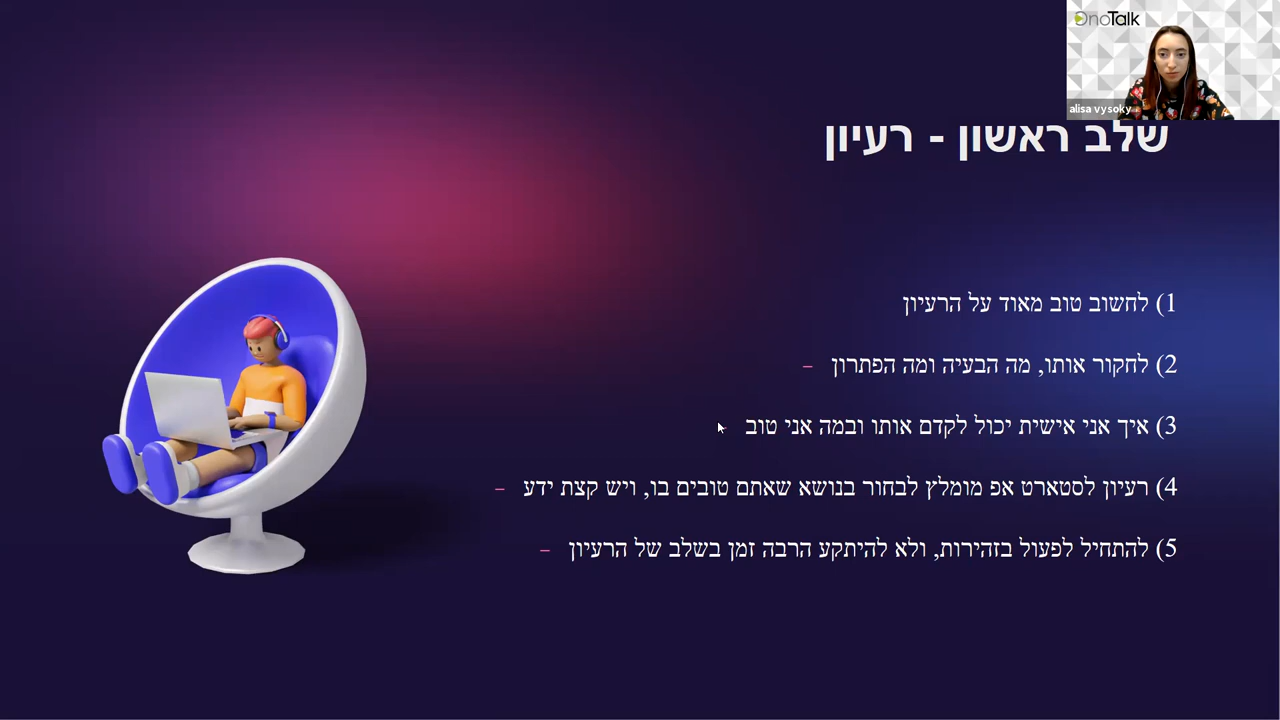 OnoTalk
alisa vysoky
שלב ראשון - רעיון
1) לחשוב טוב מאוד על הרעיון
2) לחקור אותו, מה הבעיה ומה הפתרון –
3) איך אני אישית יכול לקדם אותו ובמה אני טוב
4) רעיון לסטארט אפ מומלץ לבחור בנושא שאתם טובים בו, ויש קצת ידע –
5) להתחיל לפעול בזהירות, ולא להיתקע הרבה זמן בשלב של הרעיון –